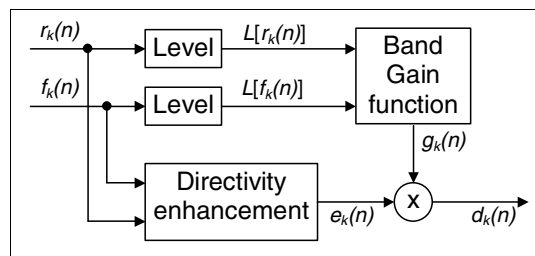 r_k(n)
Level
L[r_k(n)]
Band
Gain
function
f_k(n)
Level
L[f_k(n)]
g_k(n)
Directivity
enhancement
e_k(n)
x
d_k(n)